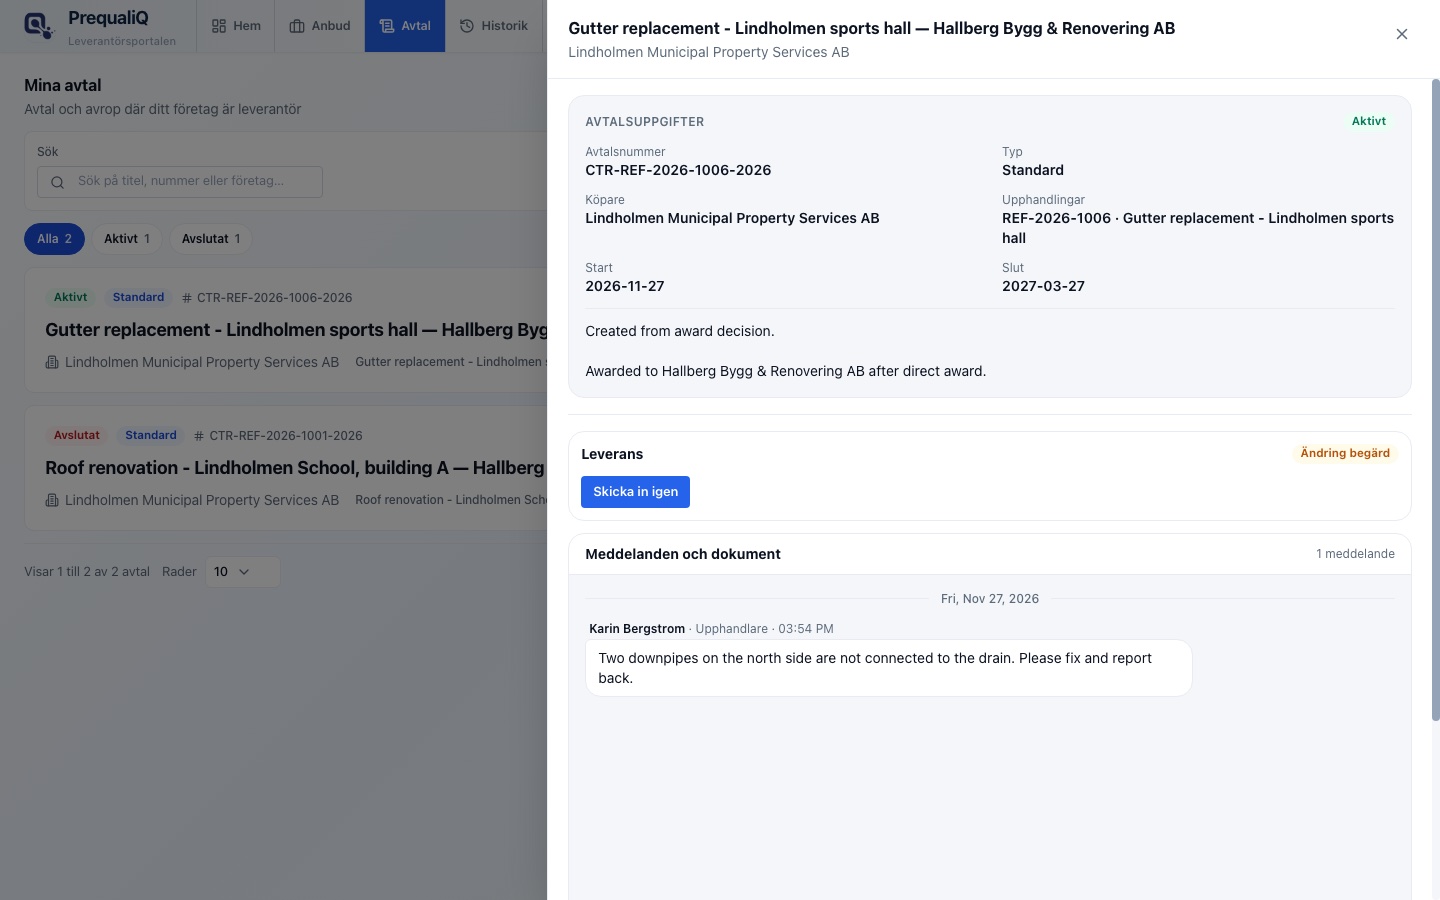 PrequaliQ
Leverantörsportalen
Hem
Anbud
Avtal
Historik
Mina avtal
Avtal och avrop där ditt företag är leverantör
Sök
Sök på titel, nummer eller företag...
Alla 2
Aktivt 1
Avslutat 1
Aktivt
Standard
# CTR-REF-2026-1006-2026
Gutter replacement - Lindholmen sports hall — Hallberg Byg
Lindholmen Municipal Property Services AB
Gutter replacement - Lindholmen s
Avslutat
Standard
# CTR-REF-2026-1001-2026
Roof renovation - Lindholmen School, building A — Hallberg
Lindholmen Municipal Property Services AB
Roof renovation - Lindholmen Scho
Visar 1 till 2 av 2 avtal
Rader
10
Gutter replacement - Lindholmen sports hall — Hallberg Bygg & Renovering AB
Lindholmen Municipal Property Services AB
AVTALSUPPGIFTER
Aktivt
Avtalsnummer
CTR-REF-2026-1006-2026
Typ
Standard
Köpare
Lindholmen Municipal Property Services AB
Upphandlingar
REF-2026-1006 · Gutter replacement - Lindholmen sports
hall
Start
2026-11-27
Slut
2027-03-27
Created from award decision.
Awarded to Hallberg Bygg & Renovering AB after direct award.
Leverans
Ändring begärd
Skicka in igen
Meddelanden och dokument
1 meddelande
Fri, Nov 27, 2026
Karin Bergstrom · Upphandlare · 03:54 PM
Two downpipes on the north side are not connected to the drain. Please fix and report
back.